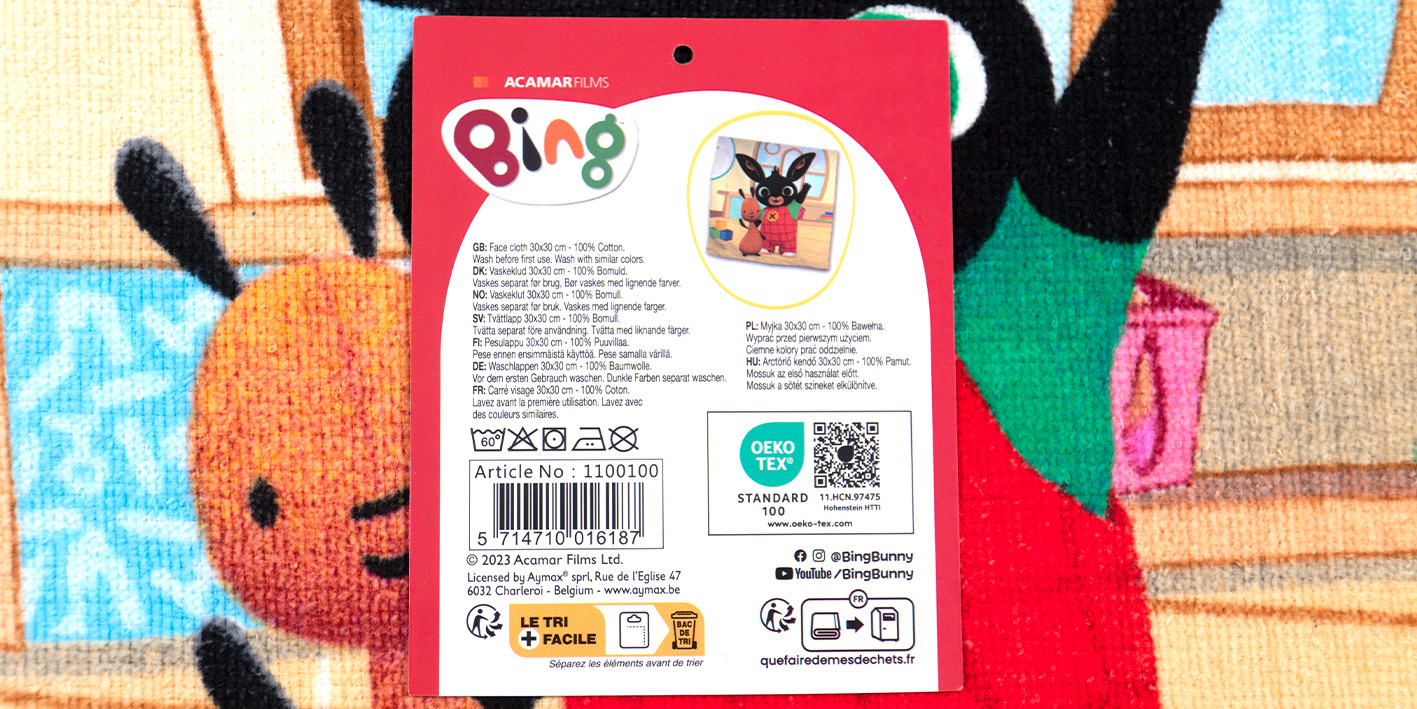 ACAMARFILMS
Bing
GB: Face cloth 30x30 cm - 100% Cotton.
Wash before first use. Wash with similar colors.
DK: Vaskeklud 30x30 cm - 100% Bomuld.
Vaskes separat før brug, Bør vaskes med lignende farver.
NO: Vaskeklut 30x30 cm - 100% Bomull.
Vaskes separat før bruk. Vaskes med lignende farger.
SV: Tvättlapp 30x30 cm - 100% Bomull.
Tvätta separat före användning. Tvätta med liknande färger.
FI: Pesulappu 30x30 cm - 100% Puuvillaa.
Pese ennen ensimmäistä käyttöä. Pese samalla värillä.
DE: Waschlappen 30x30 cm - 100% Baumwolle.
Vor dem ersten Gebrauch waschen. Dunkle Farben separat waschen.
FR: Carré visage 30x30 cm - 100% Coton.
Lavez avant la première utilisation. Lavez avec
des couleurs similaires.
PL: Myjka 30x30 cm - 100% Bawełna.
Wyprać przed pierwszym użyciem.
Ciemne kolory prać oddzielnie.
HU: Arctörlő kendő 30x30 cm - 100% Pamut.
Mossuk az első használat előtt.
Mossuk a sötét színeket elkülönítve.
60°
Article No : 1100100
5 714710 016187
OEKO
TEX®
STANDARD
100
11.HCN.97475
Hohenstein HTTI
www.oeko-tex.com
© 2023 Acamar Films Ltd.
Licensed by Aymax® sprl, Rue de l'Eglise 47
6032 Charleroi - Belgium - www.aymax.be
@BingBunny
YouTube /BingBunny
LE TRI
+ FACILE
BAC
DE
TRI
Séparez les éléments avant de trier
FR
quefairedemesdechets.fr